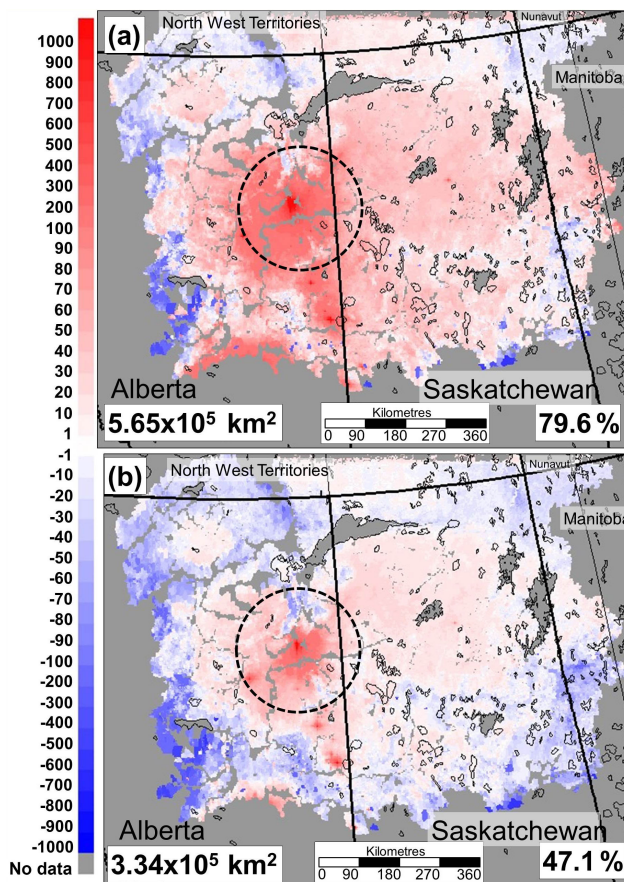 1000
900
800
700
600
500
400
300
200
100
90
80
70
60
50
40
30
20
10
1
-1
-10
-20
-30
-40
-50
-60
-70
-80
-90
-100
-200
-300
-400
-500
-600
-700
-800
-900
-1000
No data
(a)
North West Territories
Nunavut
Manitoba
Alberta
Saskatchewan
5.65x10⁵ km²
Kilometres
0 90 180 270 360
79.6 %
(b)
North West Territories
Nunavut
Manitoba
Alberta
Saskatchewan
3.34x10⁵ km²
Kilometres
0 90 180 270 360
47.1 %